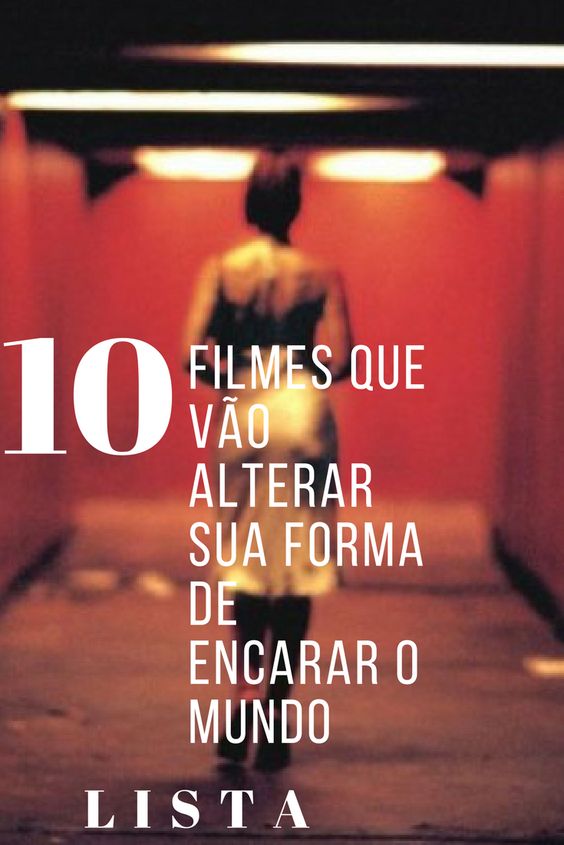 10
FILMES QUE
VÃO
ALTERAR
SUA FORMA
DE
ENCARAR O
MUNDO
LISTA